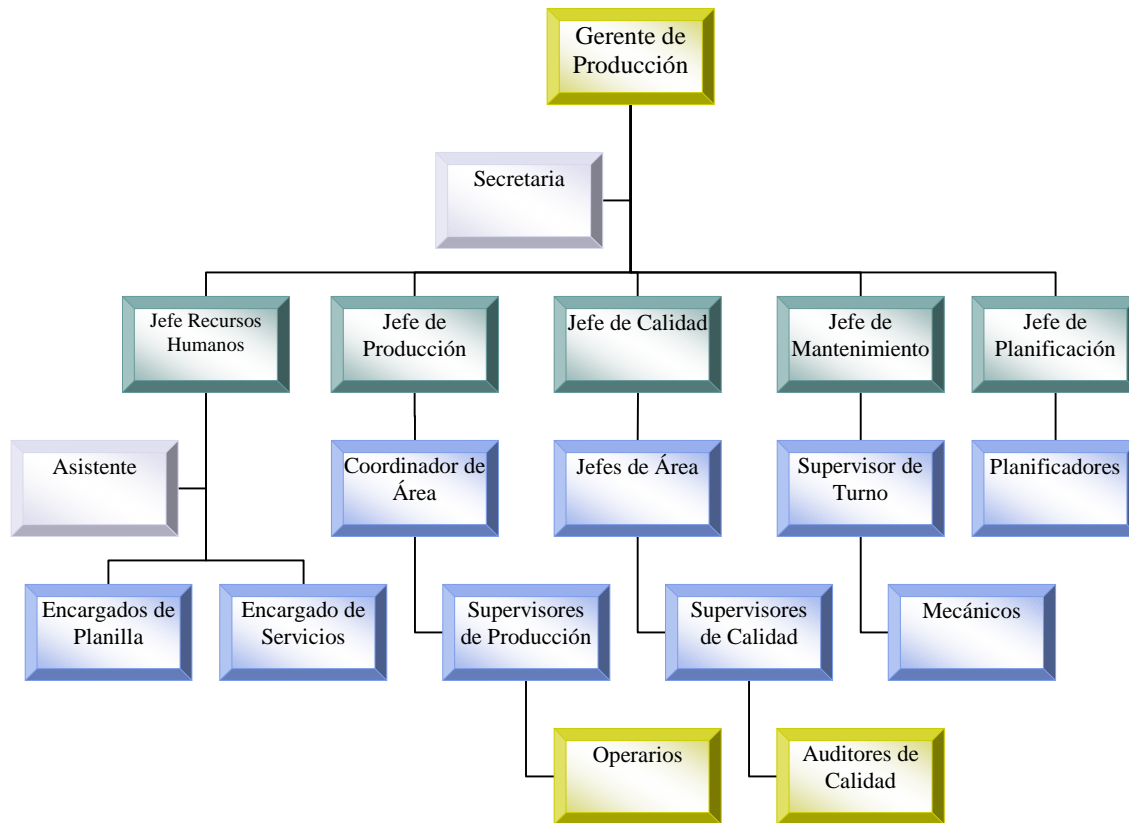 Gerente de
Producción
Secretaria
Jefe Recursos
Humanos
Jefe de
Producción
Jefe de Calidad
Jefe de
Mantenimiento
Jefe de
Planificación
Asistente
Coordinador de
Área
Jefes de Área
Supervisor de
Turno
Planificadores
Encargados de
Planilla
Encargado de
Servicios
Supervisores
de Producción
Supervisores
de Calidad
Mecánicos
Operarios
Auditores de
Calidad